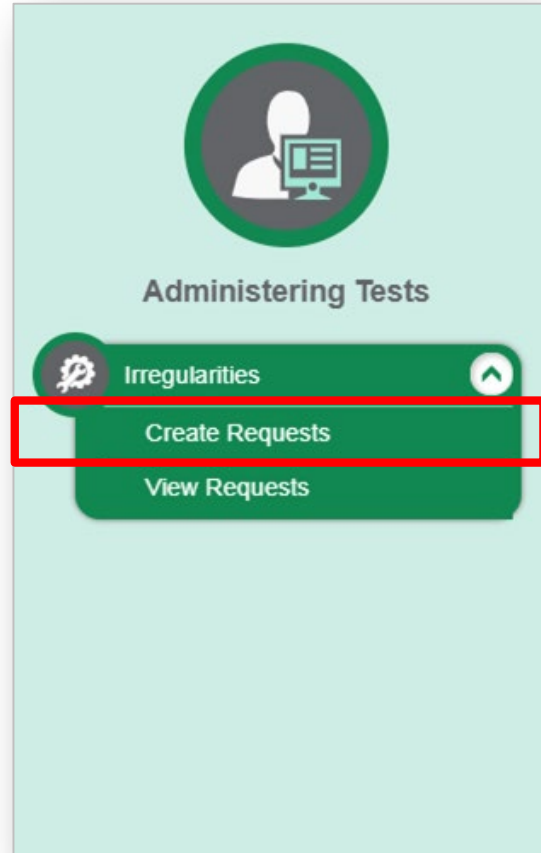 Administering Tests
Irregularities
Create Requests
View Requests